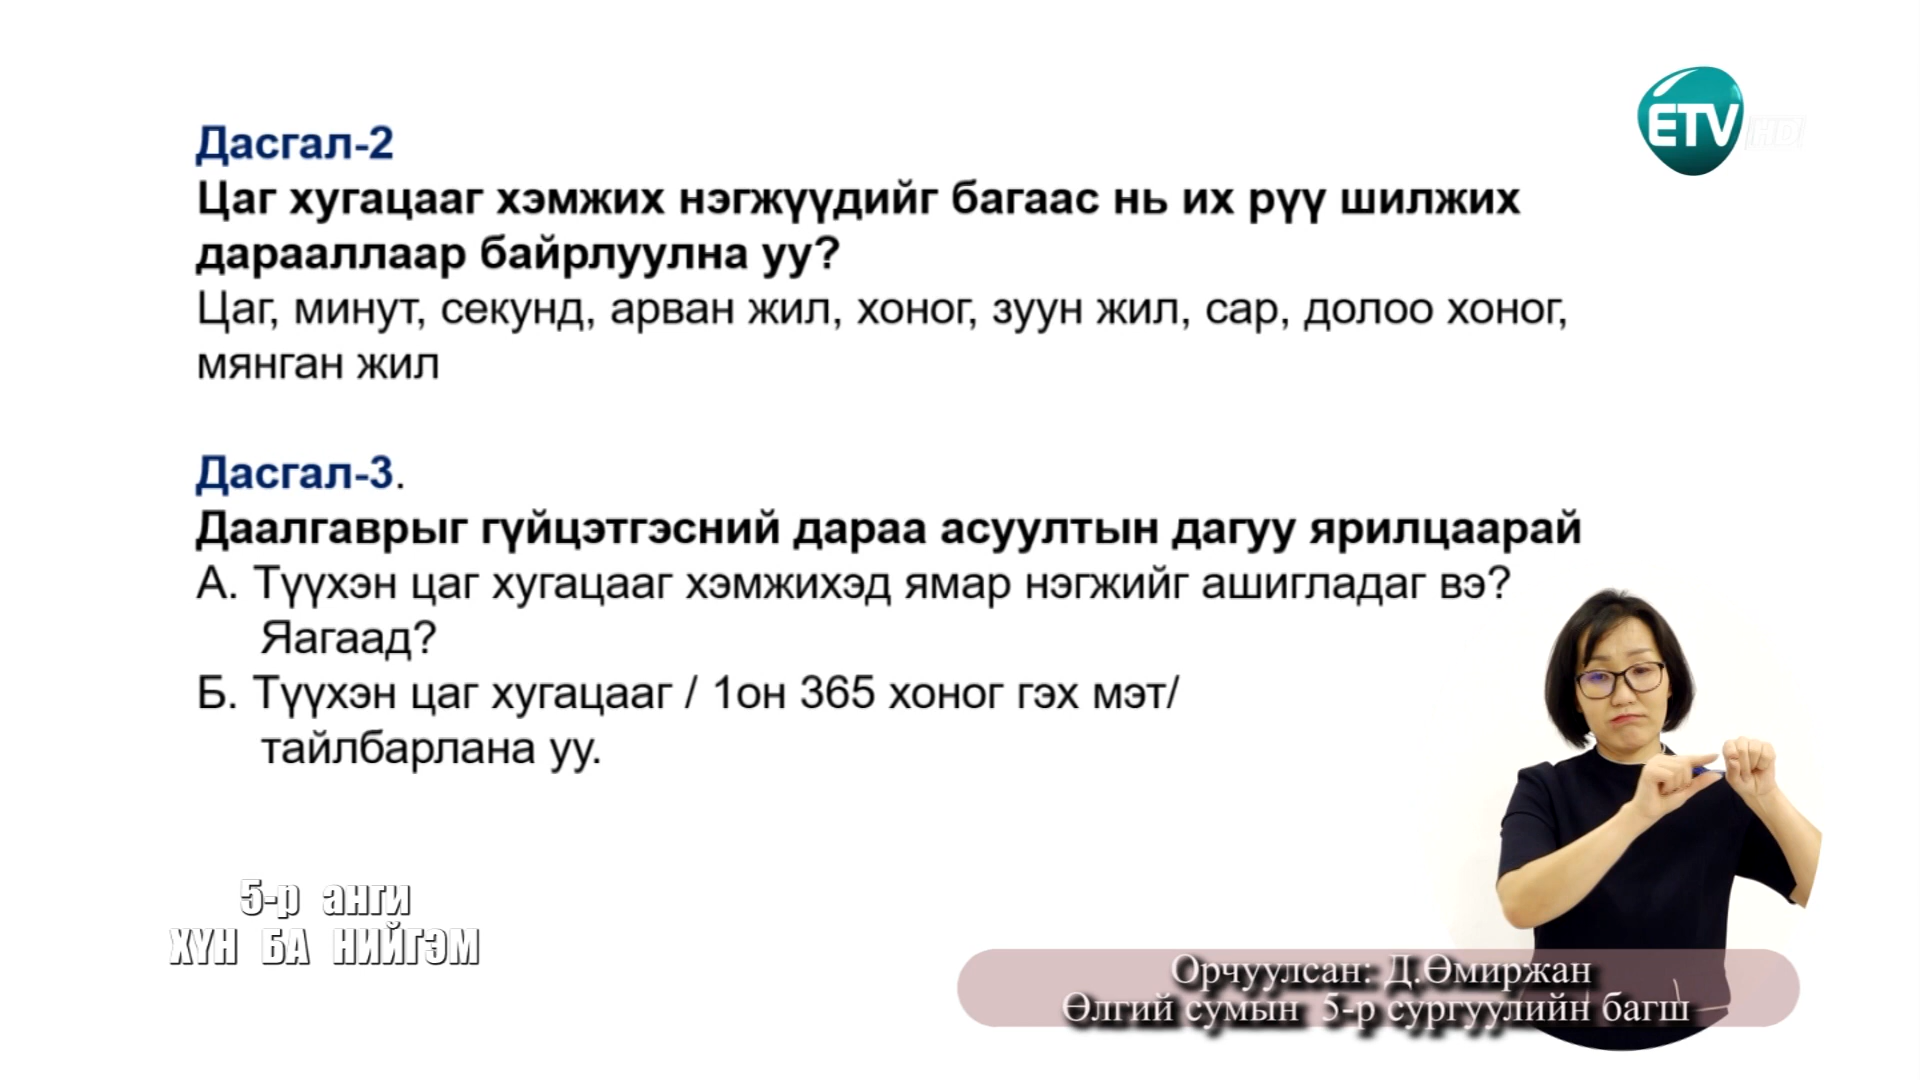 ETV HD
Дасгал-2
Цаг хугацааг хэмжих нэгжүүдийг багаас нь их рүү шилжих
дарааллаар байрлуулна уу?
Цаг, минут, секунд, арван жил, хоног, зуун жил, сар, долоо хоног,
мянган жил
Дасгал-3.
Даалгаврыг гүйцэтгэсний дараа асуултын дагуу ярилцаарай
А. Түүхэн цаг хугацааг хэмжихэд ямар нэгжийг ашигладаг вэ?
Яагаад?
Б. Түүхэн цаг хугацааг / 1он 365 хоног гэх мэт/
тайлбарлана уу.
5-р анги
ХҮН БА НИЙГЭМ
Орчуулсан: Д.Өмиржан
Өлгий сумын 5-р сургуулийн багш